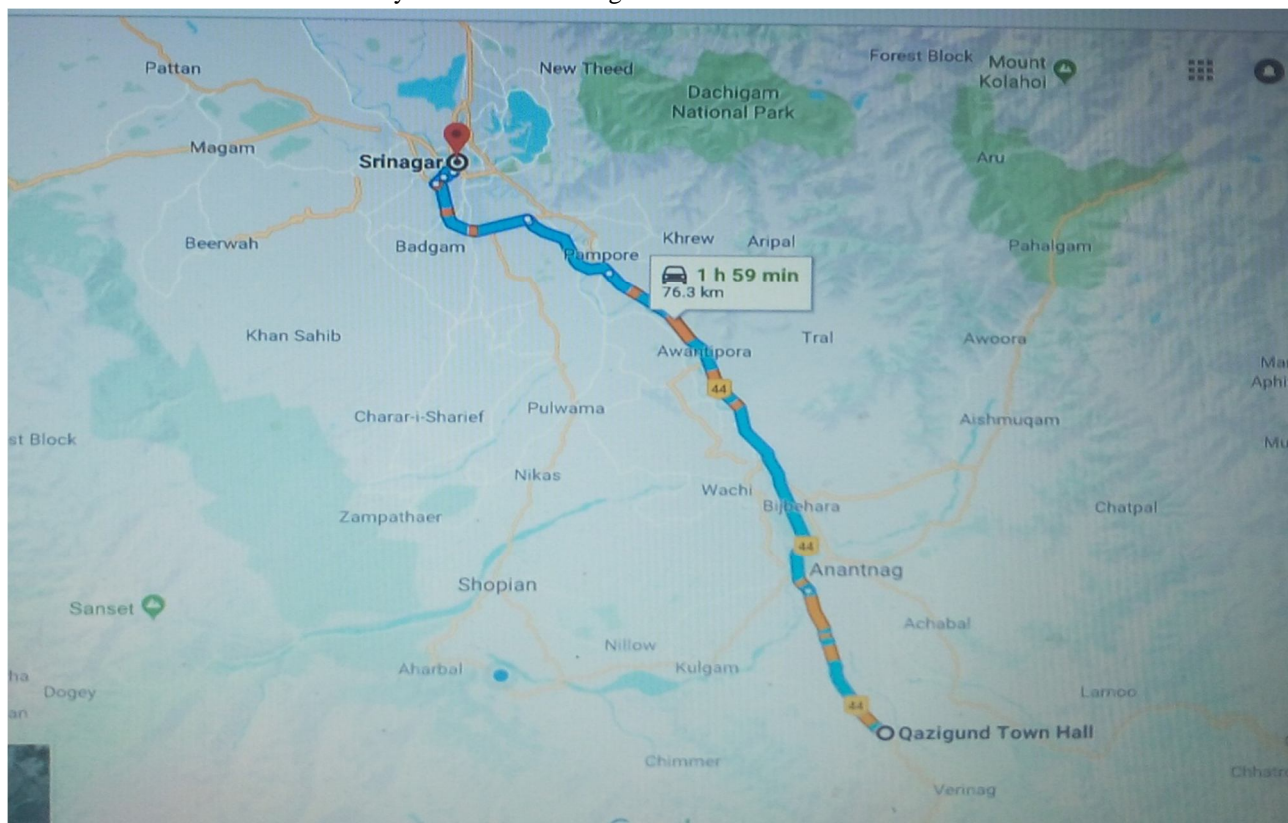 New Theed
Forest Block
Mount
Kolahoi
Pattan
Dachigam
National Park
Magam
Srinagar
Aru
Beerwah
Badgam
Pampore
Khrew
Aripal
Pahalgam
1 h 59 min
76.3 km
Khan Sahib
Awantipora
Tral
Awoora
44
Charar-i-Sharief
Pulwama
Aishmuqam
st Block
Nikas
Wachi
Bijbehara
Zampathaer
Chatpal
44
Shopian
Anantnag
Sanset
Achabal
Nillow
Aharbal
Kulgam
Dogey
Larnoo
44
Qazigund Town Hall
Chimmer
Verinag